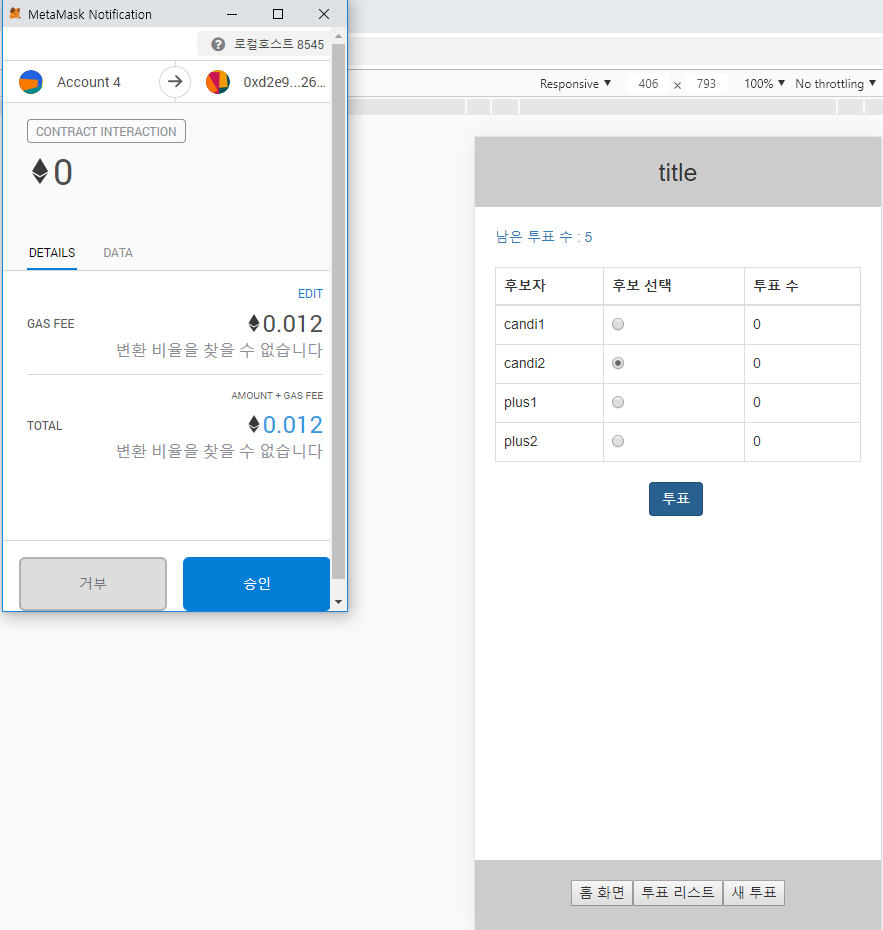 MetaMask Notification
로컬호스트 8545
Account 4
0xd2e9...26...
CONTRACT INTERACTION
0
DETAILS DATA
EDIT
GAS FEE 0.012
변환 비율을 찾을 수 없습니다
AMOUNT + GAS FEE
TOTAL 0.012
변환 비율을 찾을 수 없습니다
거부 승인
Responsive 406 x 793 100% No throttling
title
남은 투표 수 : 5
후보자 후보 선택 투표 수
candi1 0
candi2 0
plus1 0
plus2 0
투표
홈 화면 투표 리스트 새 투표